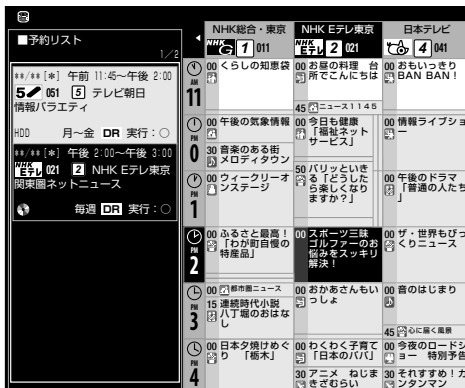 ■予約リスト
1/2
**/** [*] 午前 11:45~午後 2:00
5 051 5 テレビ朝日
情報バラエティ
HDD 月~金 DR 実行:○
**/** [*] 午後 2:00~午後 3:00
NHK Eテレ 021 2 NHK Eテレ東京
関東圏ネットニュース
毎週 DR 実行:○
NHK総合・東京
NHK G 1 011
NHK Eテレ東京
NHK Eテレ 2 021
日本テレビ
4 041
AM 11
PM 0
PM 1
PM 2
PM 3
PM 4
00 くらしの知恵袋
00 午後の気象情報
30 音楽のある街
メロディタウン
00 ヴィークリーオ
ンステージ
00 ふるさと最高!
「わが町自慢の
特産品」
00 都市圏ニュース
15 連続時代小説
八丁堀のおはな
し
00 日本夕焼けめぐ
り 「栃木」
00 お昼の料理 台
所でこんにちは
45 ニュース1145
00 今日も健康
「福祉ネット
サービス」
50 バリッといき
00 る「どうした
ら楽しくなり
ますか?」
00 スポーツ三昧
ゴルファーのお
悩みをスッキリ
解決!
00 おかあさんもい
っしょ
00 わくわく子育て
「日本のパパ」
30 アニメ ねじま
きざむらい
00 おもいっきり
BAN BAN!
00 情報ライブショ
ー
00 午後のドラマ
「普通の人たち
00 ザ・世界もびっ
くりニュース
00 音のはじまり
45 心に届く風景
00 今夜のロードシ
ョー 特別予告
30 それすすめ!カ
ンタンマン